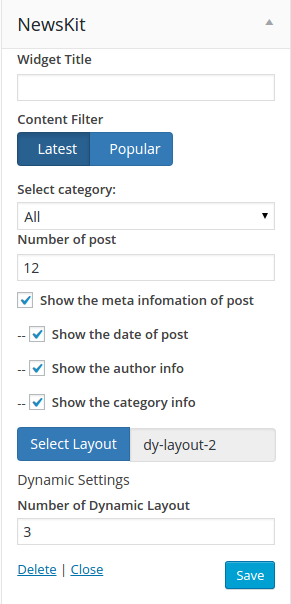 NewsKit
Widget Title
Content Filter
Latest Popular
Select category:
All
Number of post
12
Show the meta infomation of post
-- Show the date of post
-- Show the author info
-- Show the category info
Select Layout dy-layout-2
Dynamic Settings
Number of Dynamic Layout
3
Delete | Close Save